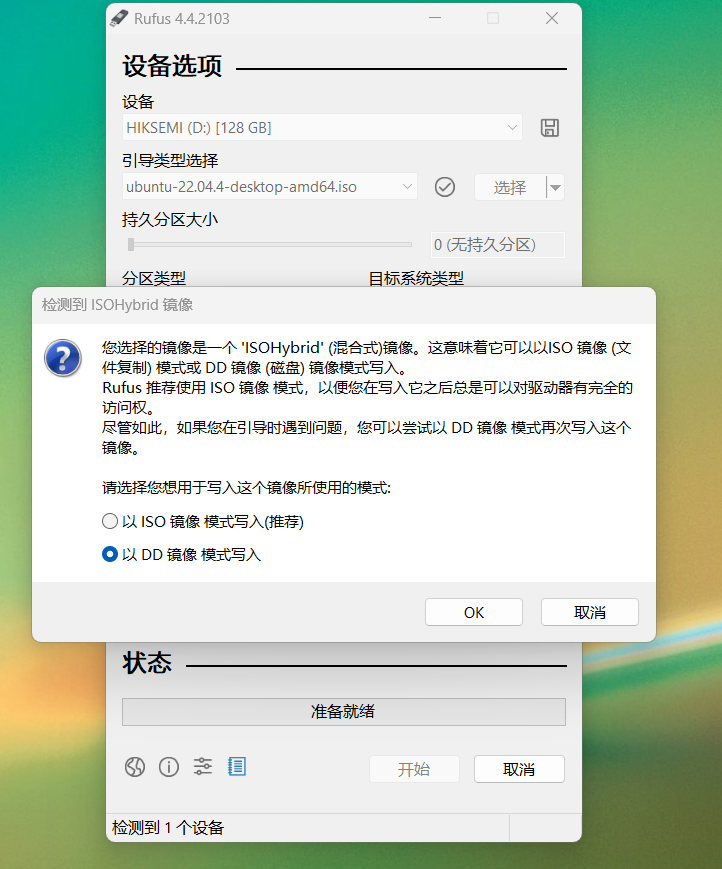 Rufus 4.4.2103
设备选项
设备
HIKSEMI (D:) [128 GB]
引导类型选择
ubuntu-22.04.4-desktop-amd64.iso
选择
持久分区大小
0 (无持久分区)
分区类型
目标系统类型
检测到 ISOHybrid 镜像
您选择的镜像是一个 'ISOHybrid' (混合式)镜像。这意味着它可以以ISO 镜像 (文
件复制) 模式或 DD 镜像 (磁盘) 镜像模式写入。
Rufus 推荐使用 ISO 镜像 模式，以便您在写入它之后总是可以对驱动器有完全的
访问权。
尽管如此，如果您在引导时遇到问题，您可以尝试以 DD 镜像 模式再次写入这个
镜像。
请选择您想用于写入这个镜像所使用的模式:
以 ISO 镜像 模式写入(推荐)
以 DD 镜像 模式写入
OK
取消
状态
准备就绪
开始
取消
检测到 1 个设备